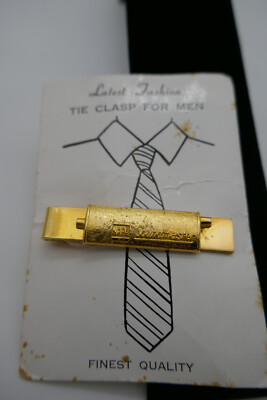 Latest Fashion
TIE CLASP FOR MEN
FINEST QUALITY